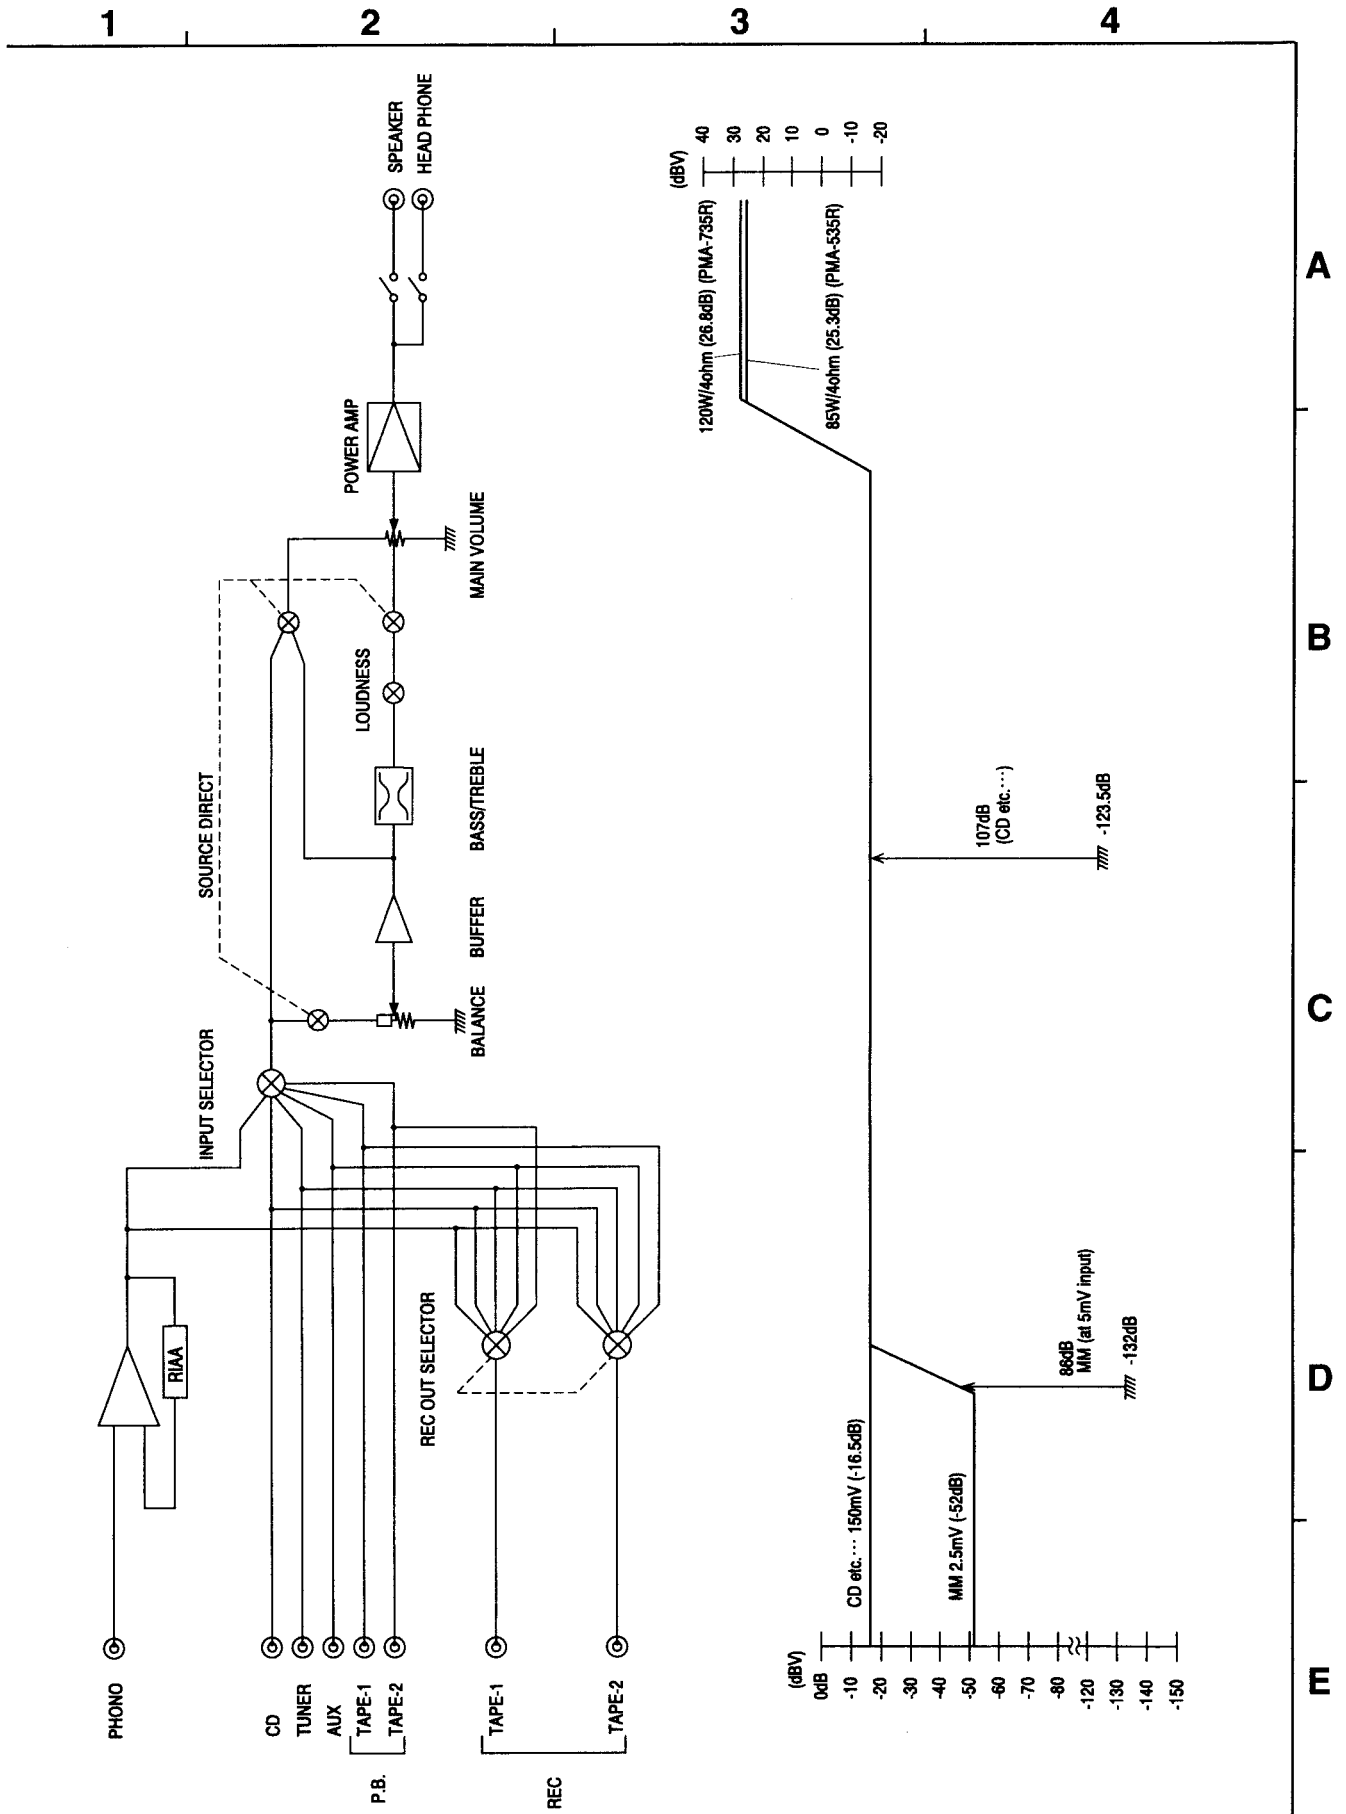 1
2
3
4
A
B
C
D
E
SPEAKER
HEAD PHONE
POWER AMP
MAIN VOLUME
LOUDNESS
SOURCE DIRECT
BASS/TREBLE
BUFFER
BALANCE
INPUT SELECTOR
REC OUT SELECTOR
RIAA
PHONO
CD
TUNER
AUX
TAPE-1
TAPE-2
P.B.
TAPE-1
TAPE-2
REC
(dBV)
40
30
20
10
0
-10
-20
120W/4ohm (26.8dB) (PMA-735R)
85W/4ohm (25.3dB) (PMA-535R)
107dB
(CD etc.···)
-123.5dB
86dB
MM (at 5mV input)
-132dB
CD etc.··· 150mV (-16.5dB)
MM 2.5mV (-52dB)
(dBV)
0dB
-10
-20
-30
-40
-50
-60
-70
-80
-120
-130
-140
-150